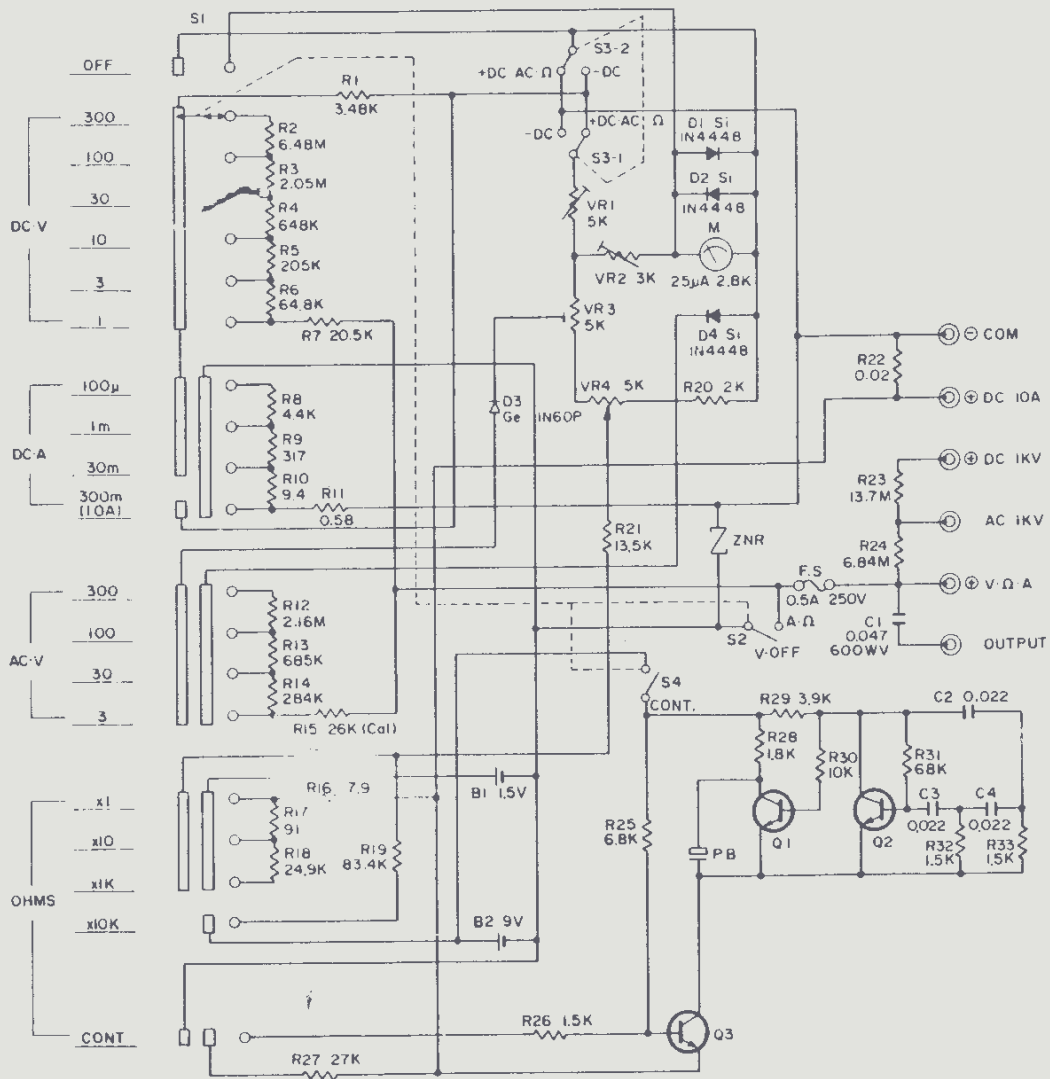 S1
OFF
DC·V
300
100
30
10
3
1
DC·A
100µ
1m
30m
300m
(10A)
AC·V
300
100
30
3
OHMS
x1
x10
x1K
x10K
CONT
R1
3.48K
R2
6.48M
R3
2.05M
R4
648K
R5
205K
R6
64.8K
R7 20.5K
R8
4.4K
R9
317
R10
9.4
R11
0.58
R12
2.16M
R13
685K
R14
284K
R15 26K (Cal)
R16 7.9
R17
91
R18
24.9K
R19
83.4K
B1 1.5V
B2 9V
R26 1.5K
R27 27K
S3-2
+DC AC·Ω
-DC
-DC
+DC·AC Ω
S3-1
VR1
5K
VR2 3K
VR3
5K
VR4 5K
R20 2K
D1 Si
1N4448
D2 Si
1N4448
M
25µA 2.8K
D4 Si
1N4448
D3
Ge 1N60P
R21
13.5K
ZNR
F.S
0.5A 250V
S2
A·Ω
V·OFF
S4
CONT.
R22
0.02
R23
13.7M
R24
6.84M
C1
0.047
600WV
⊖ COM
⊕ DC 10A
⊕ DC 1KV
AC 1KV
⊕ V·Ω·A
OUTPUT
R25
6.8K
R29 3.9K
R28
1.8K
R30
10K
C2 0.022
R31
68K
C3
0.022
C4
0.022
R32
1.5K
R33
1.5K
PB
Q1
Q2
Q3